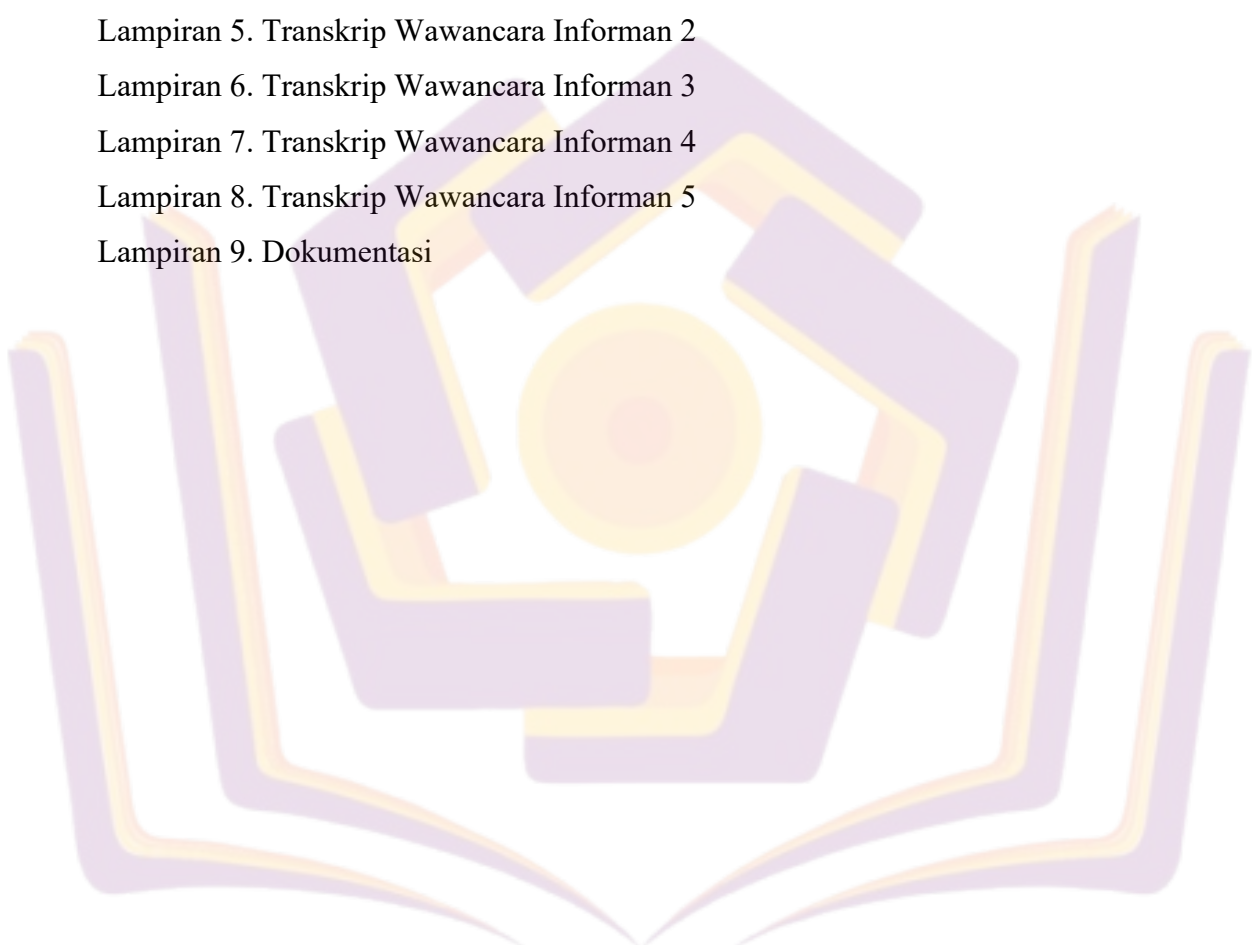 Lampiran 5. Transkrip Wawancara Informan 2
Lampiran 6. Transkrip Wawancara Informan 3
Lampiran 7. Transkrip Wawancara Informan 4
Lampiran 8. Transkrip Wawancara Informan 5
Lampiran 9. Dokumentasi